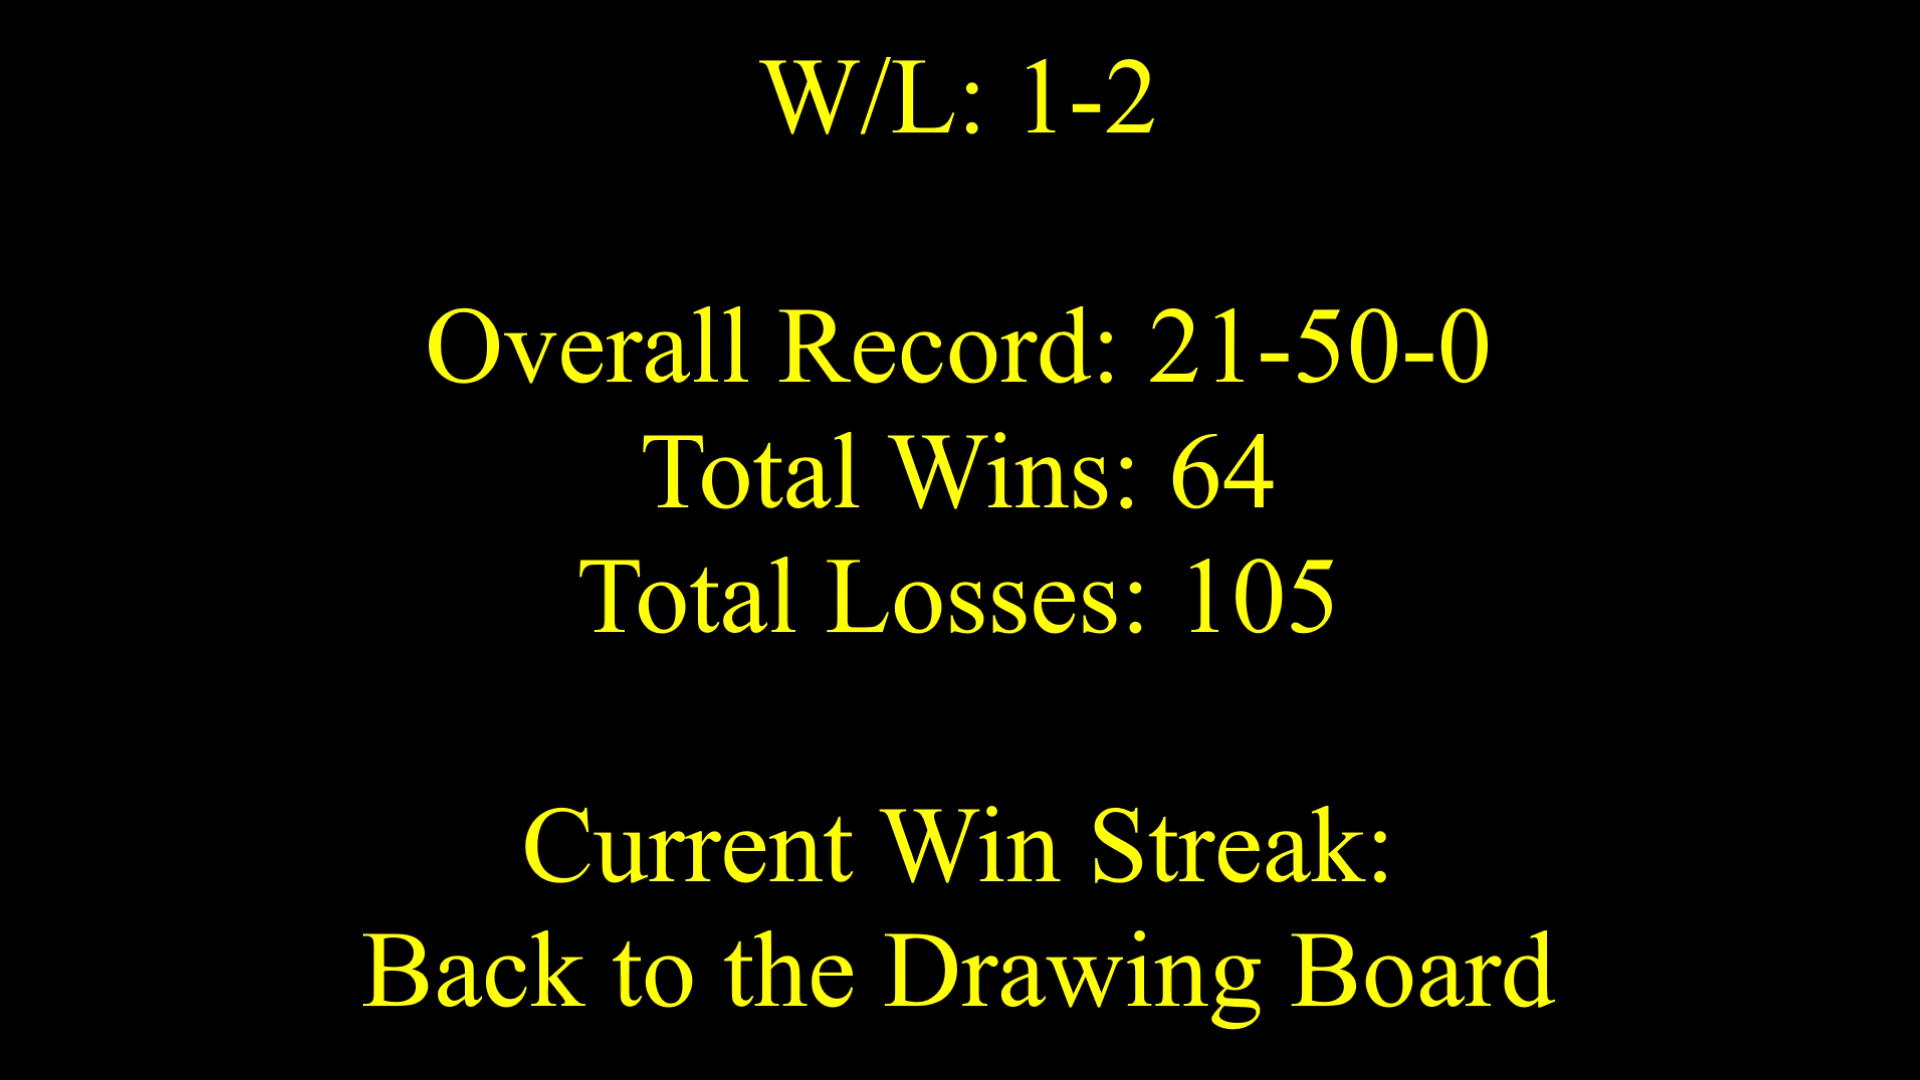 W/L: 1-2
Overall Record: 21-50-0
Total Wins: 64
Total Losses: 105
Current Win Streak:
Back to the Drawing Board